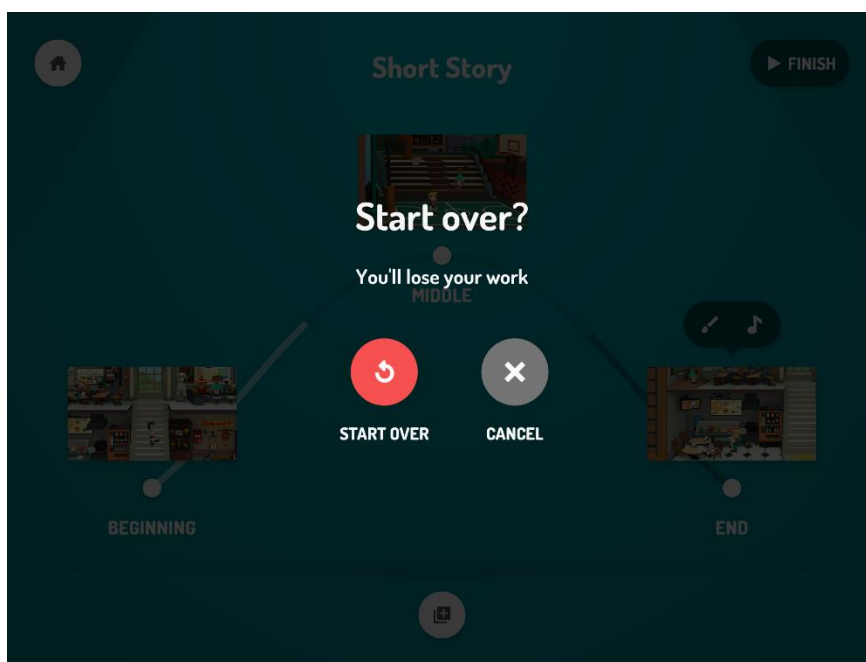 Short Story
FINISH
Start over?
You'll lose your work
MIDDLE
START OVER
CANCEL
BEGINNING
END